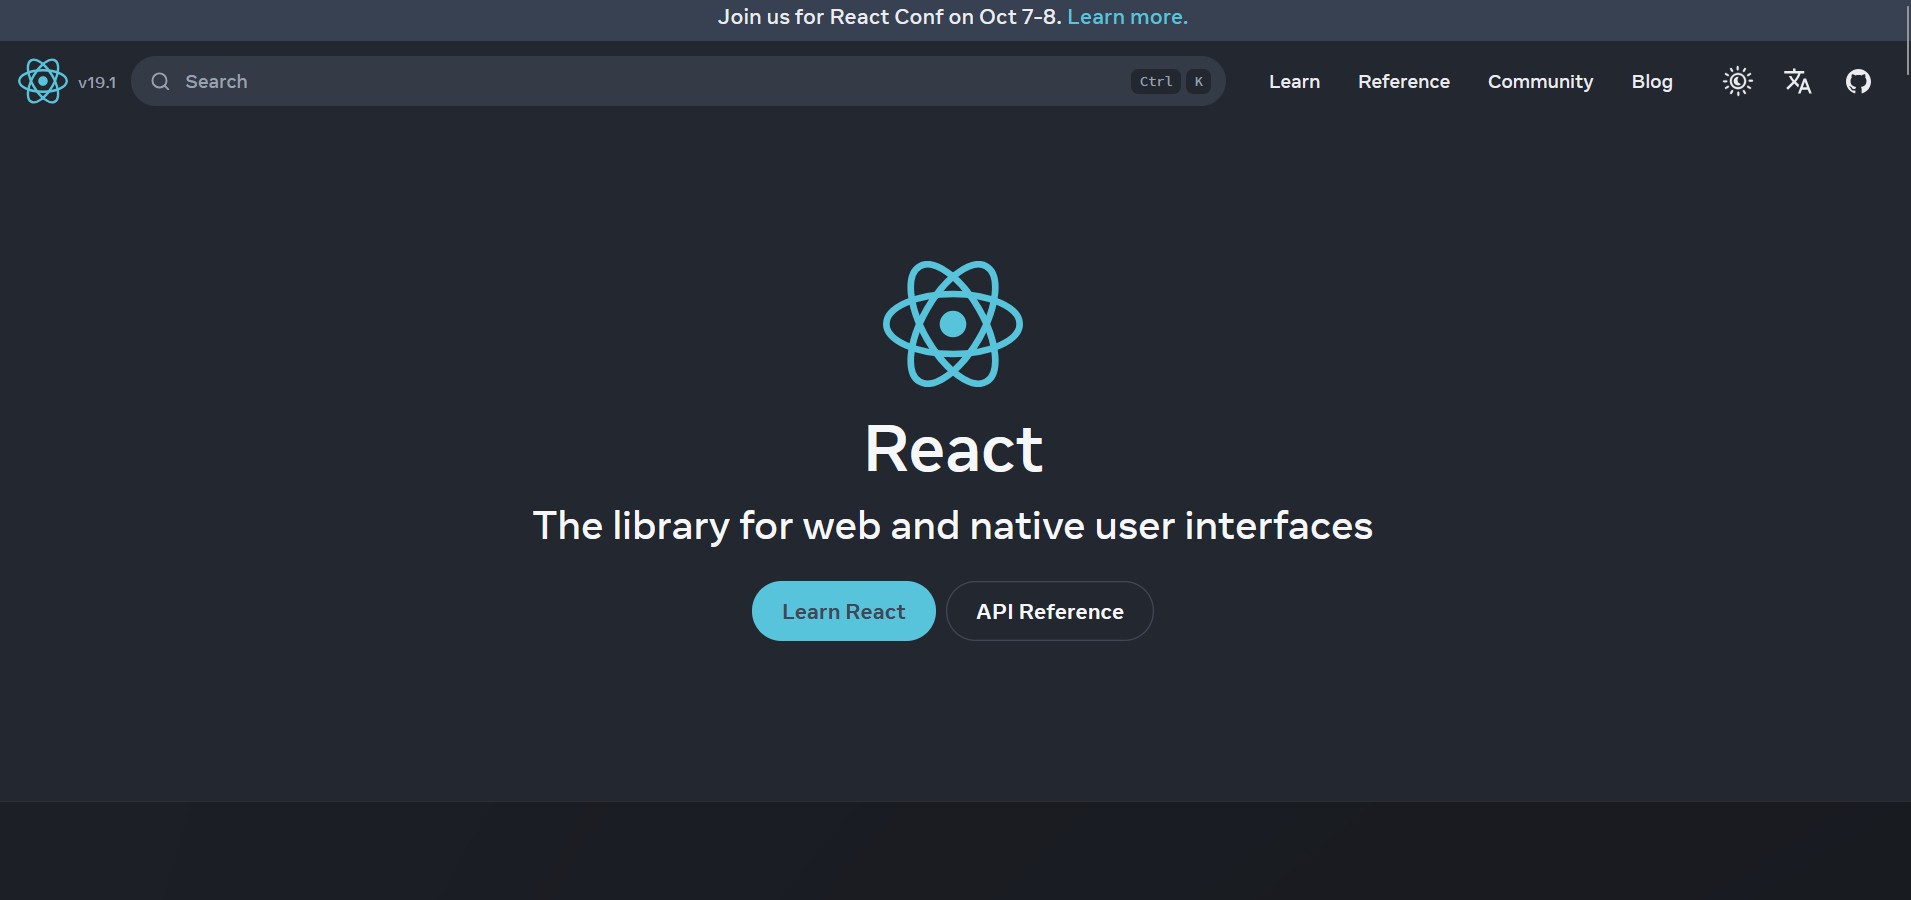 Join us for React Conf on Oct 7-8. Learn more.
v19.1 Search Ctrl K Learn Reference Community Blog
React
The library for web and native user interfaces
Learn React API Reference